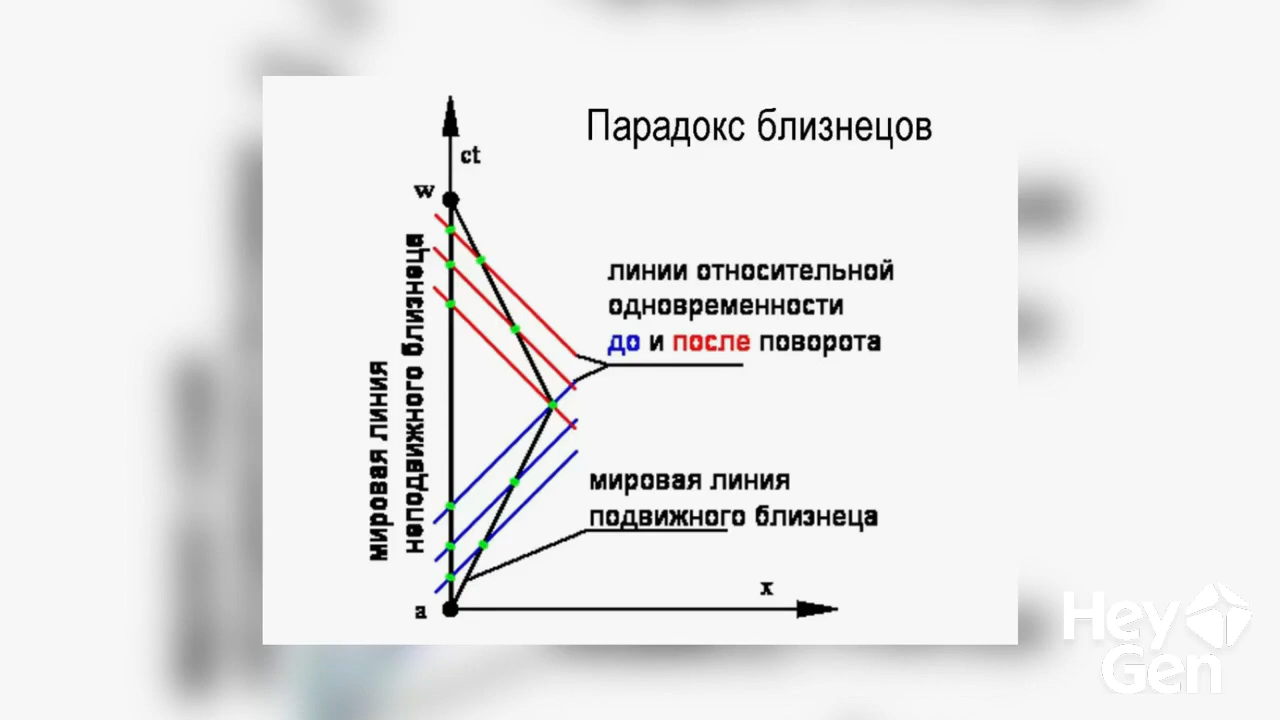 Парадокс близнецов
ct
w
мировая линия
неподвижного близнеца
линии относительной
одновременности
до и после поворота
мировая линия
подвижного близнеца
x
a
Hey
Gen